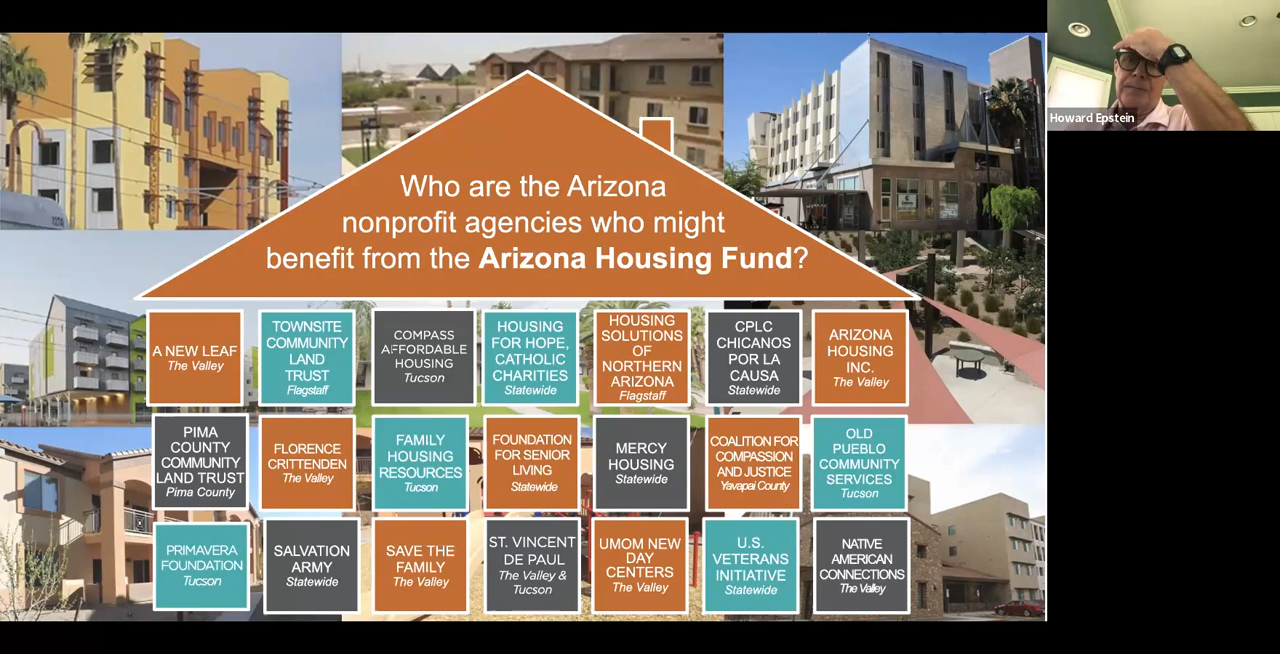 Howard Epstein
Who are the Arizona
nonprofit agencies who might
benefit from the Arizona Housing Fund?
A NEW LEAF
The Valley
TOWNSITE
COMMUNITY
LAND
TRUST
Flagstaff
COMPASS
AFFORDABLE
HOUSING
Tucson
HOUSING
FOR HOPE,
CATHOLIC
CHARITIES
Statewide
HOUSING
SOLUTIONS
OF
NORTHERN
ARIZONA
Flagstaff
CPLC
CHICANOS
POR LA
CAUSA
Statewide
ARIZONA
HOUSING
INC.
The Valley
PIMA
COUNTY
COMMUNITY
LAND TRUST
Pima County
FLORENCE
CRITTENDEN
The Valley
FAMILY
HOUSING
RESOURCES
Tucson
FOUNDATION
FOR SENIOR
LIVING
Statewide
MERCY
HOUSING
Statewide
COALITION FOR
COMPASSION
AND JUSTICE
Yavapai County
OLD
PUEBLO
COMMUNITY
SERVICES
Tucson
PRIMAVERA
FOUNDATION
Tucson
SALVATION
ARMY
Statewide
SAVE THE
FAMILY
The Valley
ST. VINCENT
DE PAUL
The Valley &
Tucson
UMOM NEW
DAY
CENTERS
The Valley
U.S.
VETERANS
INITIATIVE
Statewide
NATIVE
AMERICAN
CONNECTIONS
The Valley